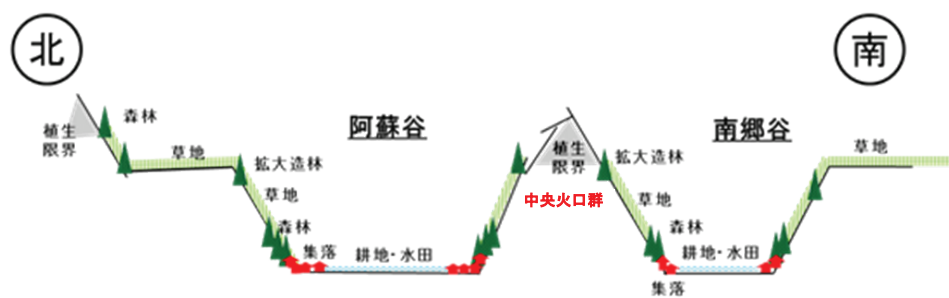 北
南
森林
植生
限界
草地
阿蘇谷
拡大造林
草地
森林
集落
耕地・水田
植生
限界
中央火口群
南郷谷
拡大造林
草地
森林
耕地・水田
集落
草地